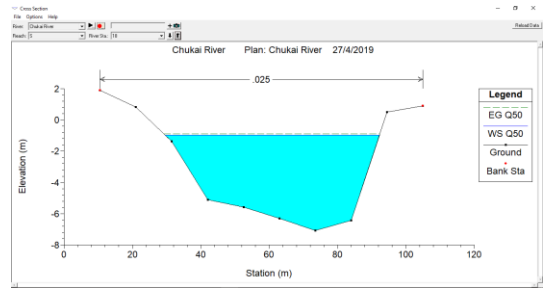 Cross Section
File Options Help
River: Chukai River Reload Data
Reach: S River Sta.: 19
Chukai River Plan: Chukai River 27/4/2019
.025
Legend
EG Q50
WS Q50
Ground
Bank Sta
Elevation (m)
2
0
-2
-4
-6
-8
0 20 40 60 80 100 120
Station (m)